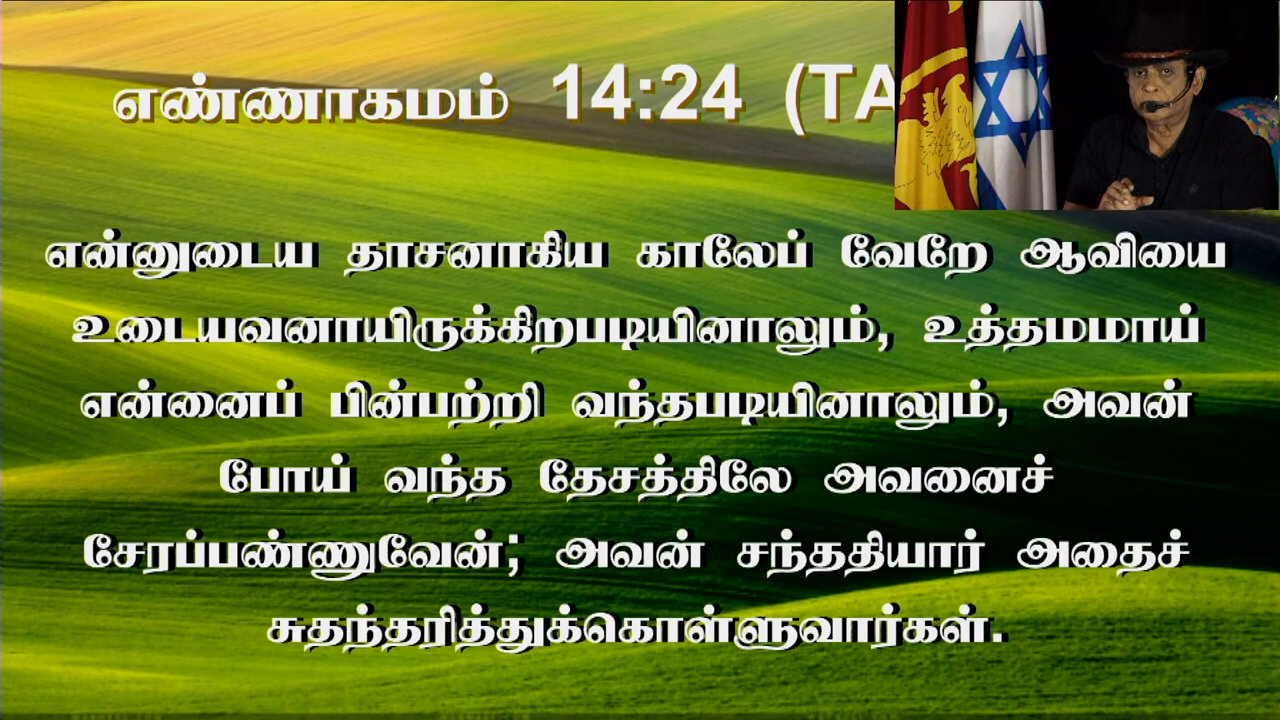 எண்ணாகமம் 14:24 (TA
என்னுடைய தாசனாகிய காலேப் வேறே ஆவியை
உடையவனாயிருக்கிறபடியினாலும், உத்தமமாய்
என்னைப் பின்பற்றி வந்தபடியினாலும், அவன்
போய் வந்த தேசத்திலே அவனைச்
சேரப்பண்ணுவேன்; அவன் சந்ததியார் அதைச்
சுதந்தரித்துக்கொள்ளுவார்கள்.